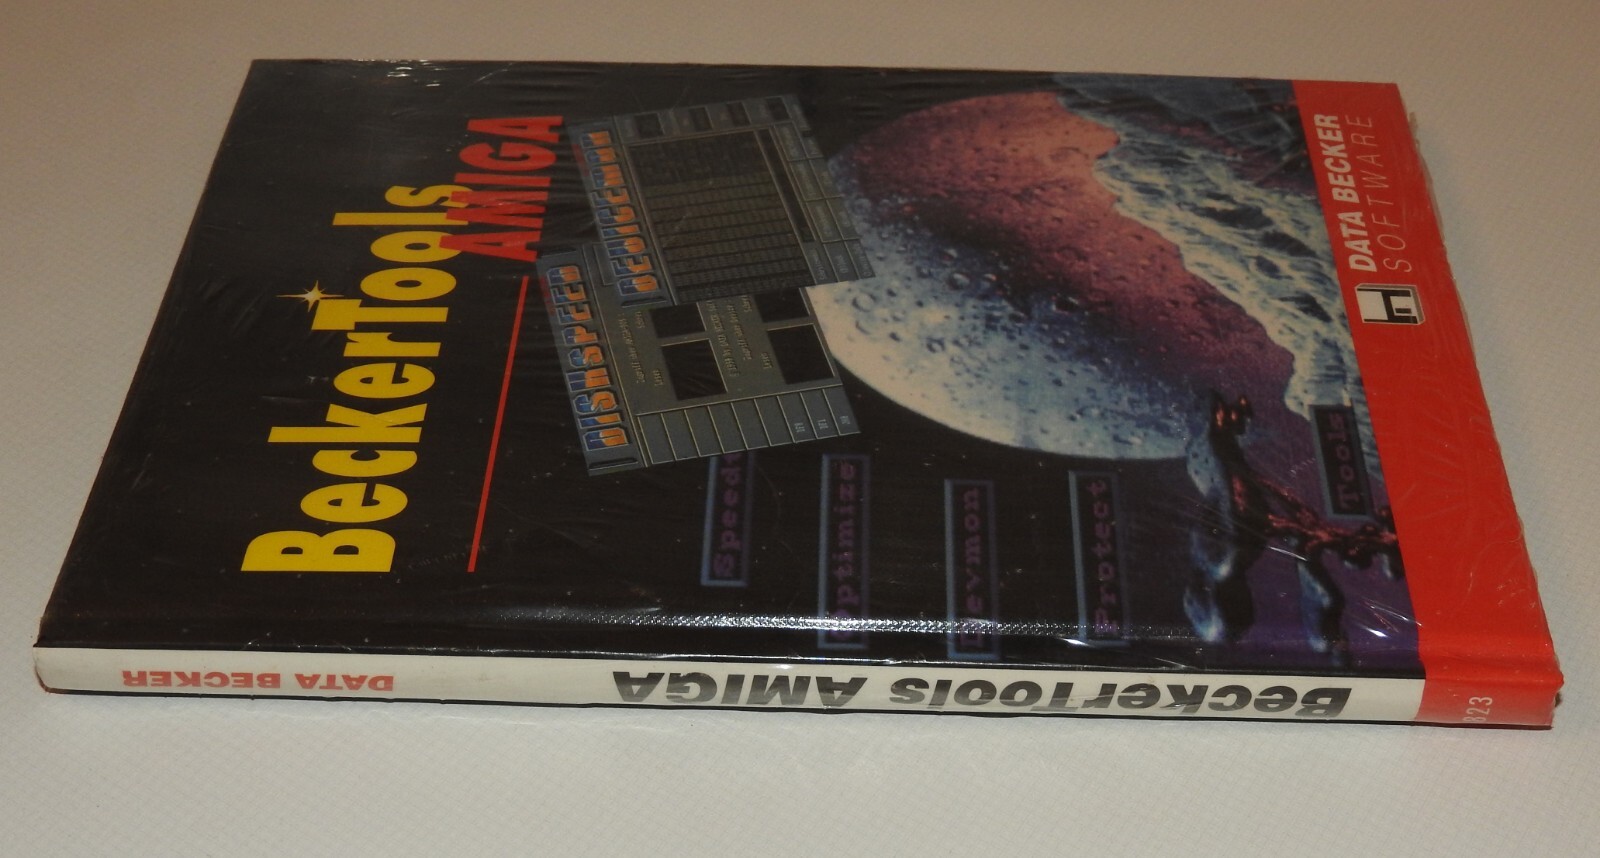 BeckerTools
AMIGA
DISKSPEED
DEVICEMON
Speed
Optimize
Devmon
Protect
Tools
DATA BECKER
SOFTWARE
BeckerTools AMIGA
DATA BECKER
823